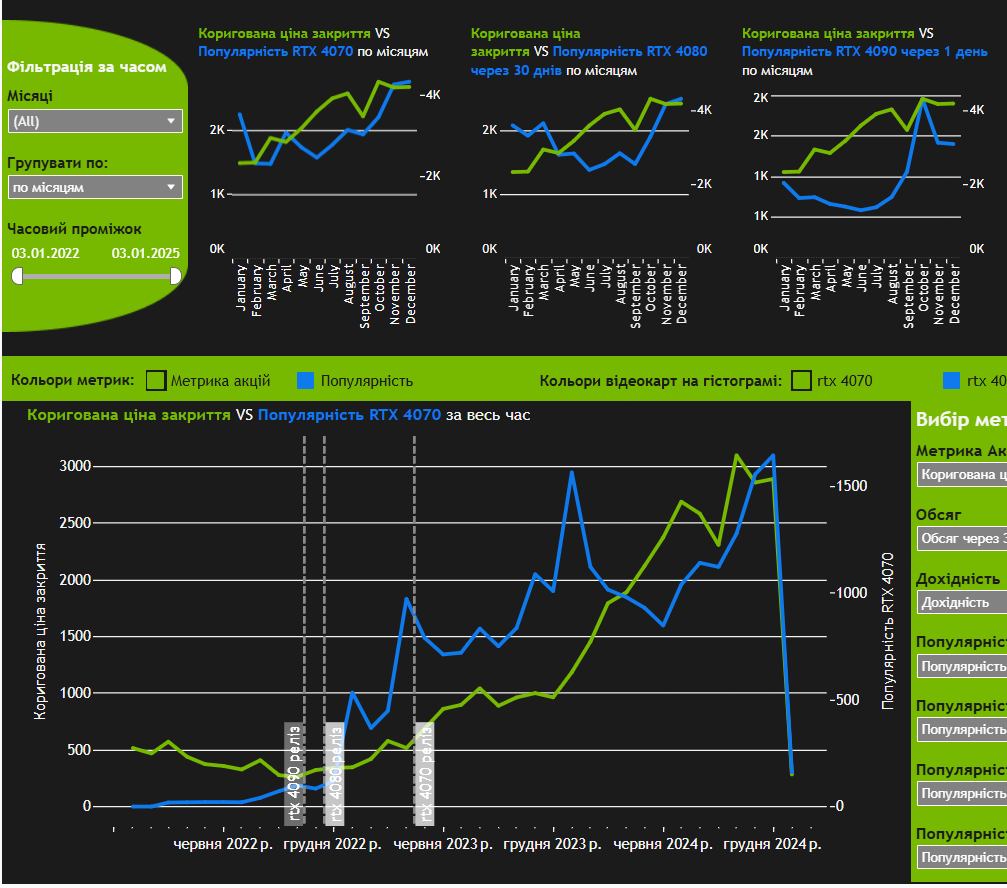 Фільтрація за часом
Місяці
(All)
Групувати по:
по місяцям
Часовий проміжок
03.01.2022 03.01.2025
Коригована ціна закриття VS
Популярність RTX 4070 по місяцям
2K
1K
0K
4K
2K
0K
January
February
March
April
May
June
July
August
September
October
November
December
Коригована ціна
закриття VS Популярність RTX 4080
через 30 днів по місяцям
2K
1K
0K
4K
2K
0K
January
February
March
April
May
June
July
August
September
October
November
December
Коригована ціна закриття VS
Популярність RTX 4090 через 1 день
по місяцям
2K
2K
1K
1K
0K
4K
2K
0K
January
February
March
April
May
June
July
August
September
October
November
December
Кольори метрик: Метрика акцій Популярність Кольори відеокарт на гістограмі: rtx 4070 rtx 40
Коригована ціна закриття VS Популярність RTX 4070 за весь час
Коригована ціна закриття
3000
2500
2000
1500
1000
500
0
rtx 4090 реліз
rtx 4080 реліз
rtx 4070 реліз
1500
1000
500
0
Популярність RTX 4070
червня 2022 р. грудня 2022 р. червня 2023 р. грудня 2023 р. червня 2024 р. грудня 2024 р.
Вибір мет
Метрика Ак
Коригована ц
Обсяг
Обсяг через 3
Дохідність
Дохідність
Популярніс
Популярність
Популярніс
Популярність
Популярніс
Популярність
Популярніс
Популярність